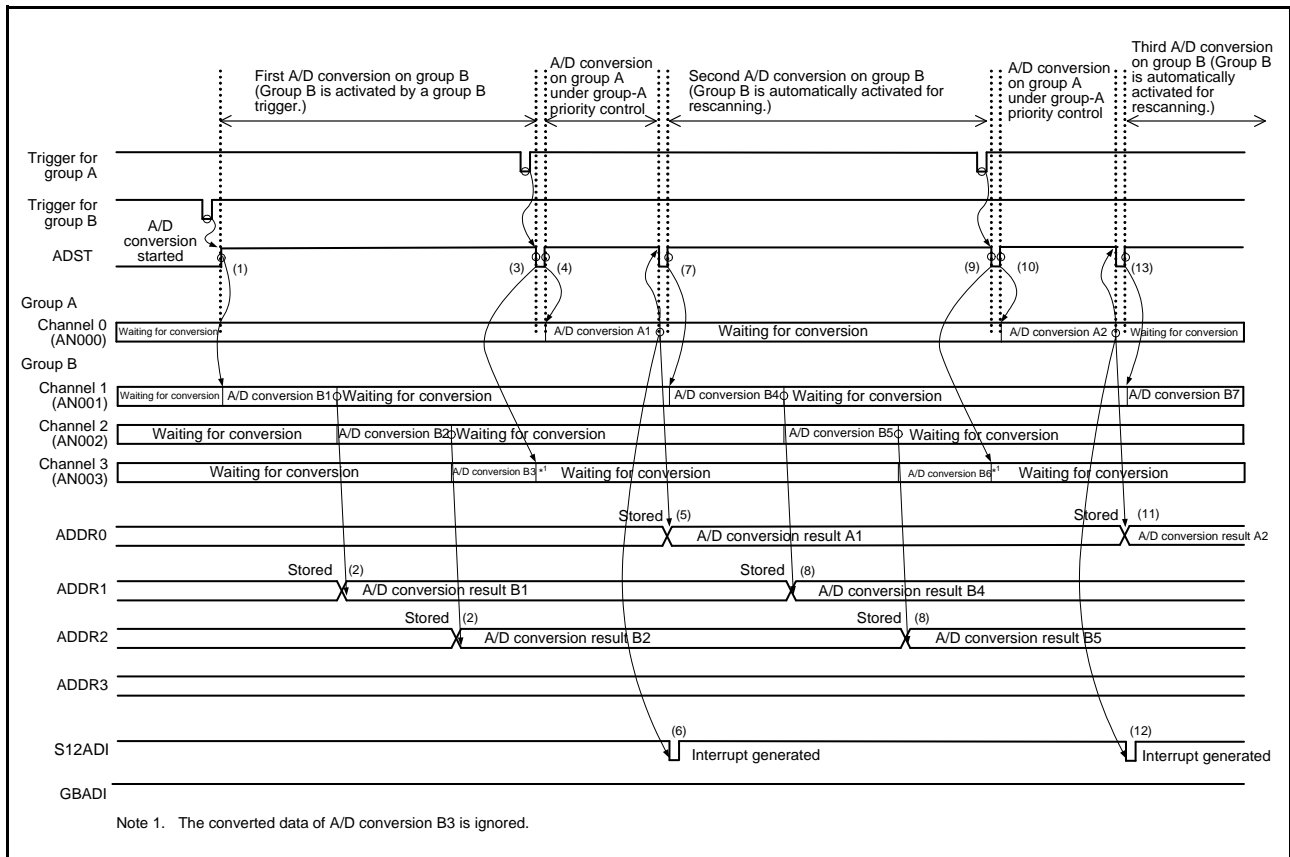 First A/D conversion on group B
(Group B is activated by a group B
trigger.)
A/D conversion
on group A
under group-A
priority control
Second A/D conversion on group B
(Group B is automatically activated for
rescanning.)
A/D conversion
on group A
under group-A
priority control
Third A/D conversion
on group B (Group B
is automatically
activated for
rescanning.)
Trigger for
group A
Trigger for
group B
A/D
conversion
started
ADST
(1)
(3)
(4)
(7)
(9)
(10)
(13)
Group A
Channel 0
(AN000)
Waiting for conversion
A/D conversion A1
Waiting for conversion
A/D conversion A2
Waiting for conversion
Group B
Channel 1
(AN001)
Waiting for conversion
A/D conversion B1
Waiting for conversion
A/D conversion B4
Waiting for conversion
A/D conversion B7
Channel 2
(AN002)
Waiting for conversion
A/D conversion B2
Waiting for conversion
A/D conversion B5
Waiting for conversion
Channel 3
(AN003)
Waiting for conversion
A/D conversion B3 *1
Waiting for conversion
A/D conversion B6*1
Waiting for conversion
ADDR0
Stored (5)
A/D conversion result A1
Stored (11)
A/D conversion result A2
ADDR1
Stored (2)
A/D conversion result B1
Stored (8)
A/D conversion result B4
ADDR2
Stored (2)
A/D conversion result B2
Stored (8)
A/D conversion result B5
ADDR3
S12ADI
(6)
Interrupt generated
(12)
Interrupt generated
GBADI
Note 1. The converted data of A/D conversion B3 is ignored.